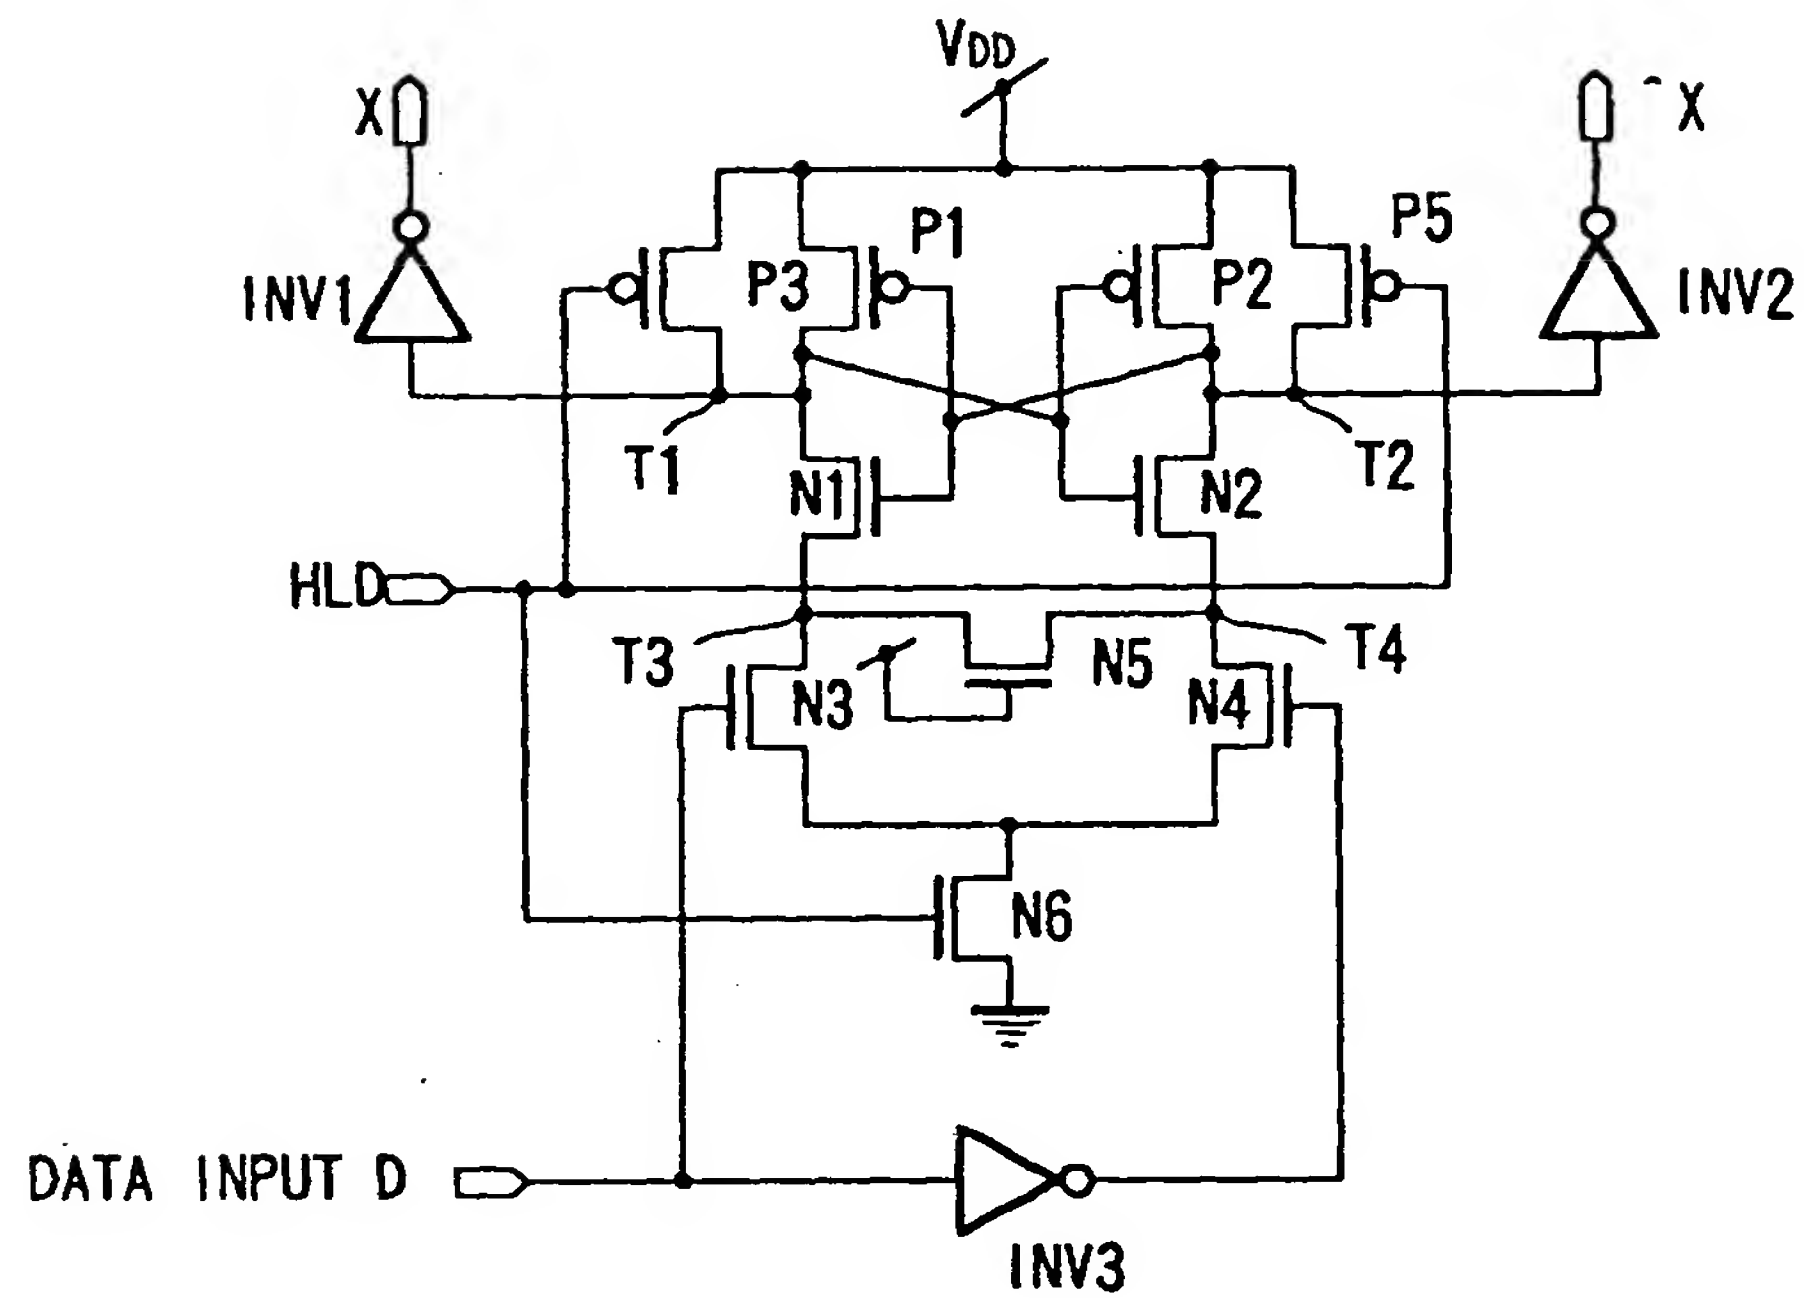 VDD
X
¯X
P1
P5
INV1
P3
P2
INV2
T1
T2
N1
N2
HLD
T3
N5
T4
N3
N4
N6
DATA INPUT D
INV3